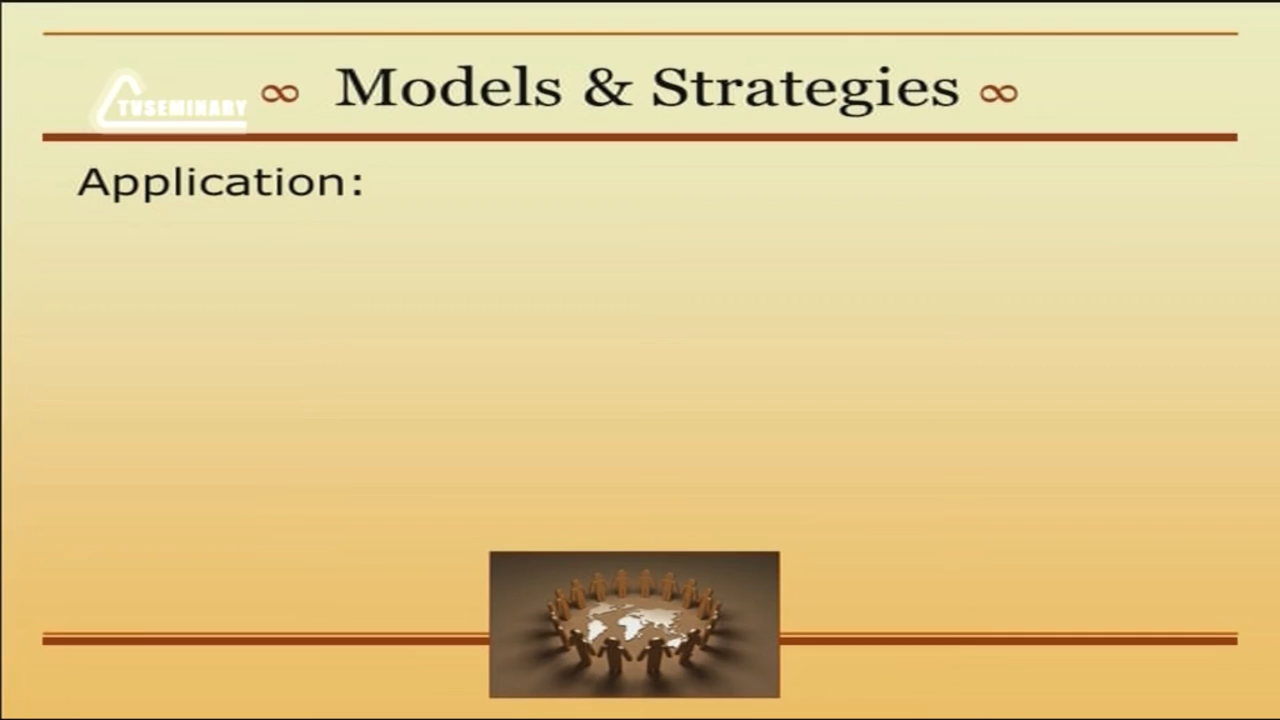 ∞ Models & Strategies ∞
TVSEMINARY
Application: